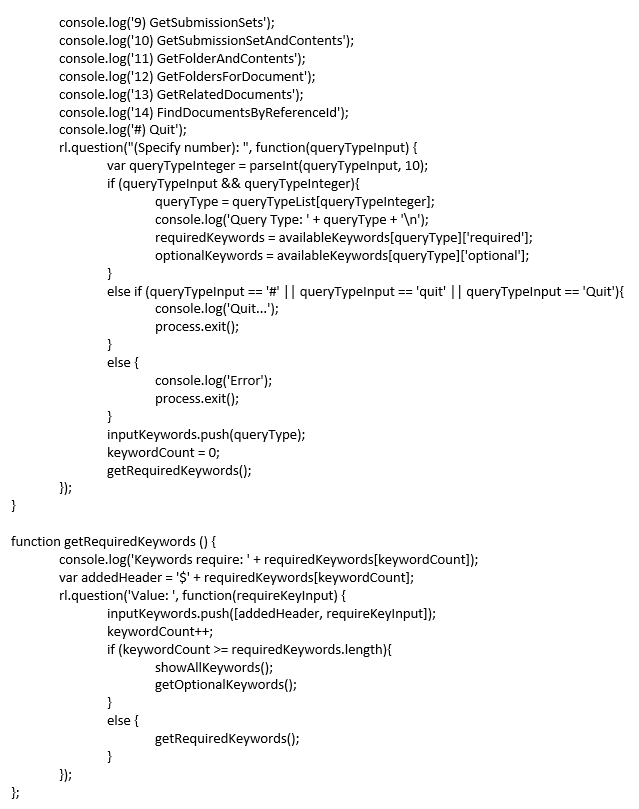 console.log('9) GetSubmissionSets');
console.log('10) GetSubmissionSetAndContents');
console.log('11) GetFolderAndContents');
console.log('12) GetFoldersForDocument');
console.log('13) GetRelatedDocuments');
console.log('14) FindDocumentsByReferenceId');
console.log('#) Quit');
rl.question("(Specify number): ", function(queryTypeInput) {
var queryTypeInteger = parseInt(queryTypeInput, 10);
if (queryTypeInput && queryTypeInteger){
queryType = queryTypeList[queryTypeInteger];
console.log('Query Type: ' + queryType + '\n');
requiredKeywords = availableKeywords[queryType]['required'];
optionalKeywords = availableKeywords[queryType]['optional'];
}
else if (queryTypeInput == '#' || queryTypeInput == 'quit' || queryTypeInput == 'Quit'){
console.log('Quit...');
process.exit();
}
else {
console.log('Error');
process.exit();
}
inputKeywords.push(queryType);
keywordCount = 0;
getRequiredKeywords();
});
}
function getRequiredKeywords () {
console.log('Keywords require: ' + requiredKeywords[keywordCount]);
var addedHeader = '$' + requiredKeywords[keywordCount];
rl.question('Value: ', function(requireKeyInput) {
inputKeywords.push([addedHeader, requireKeyInput]);
keywordCount++;
if (keywordCount >= requiredKeywords.length){
showAllKeywords();
getOptionalKeywords();
}
else {
getRequiredKeywords();
}
});
};